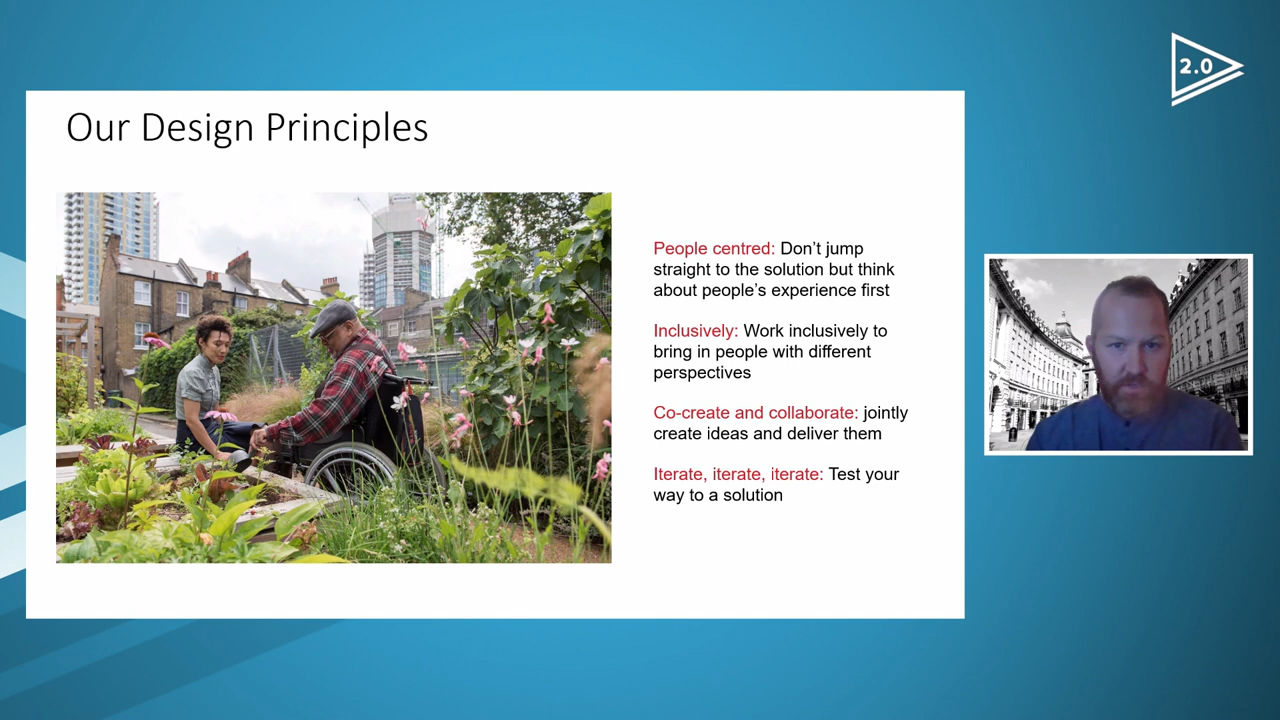 2.0
Our Design Principles
People centred: Don’t jump
straight to the solution but think
about people’s experience first
Inclusively: Work inclusively to
bring in people with different
perspectives
Co-create and collaborate: jointly
create ideas and deliver them
Iterate, iterate, iterate: Test your
way to a solution